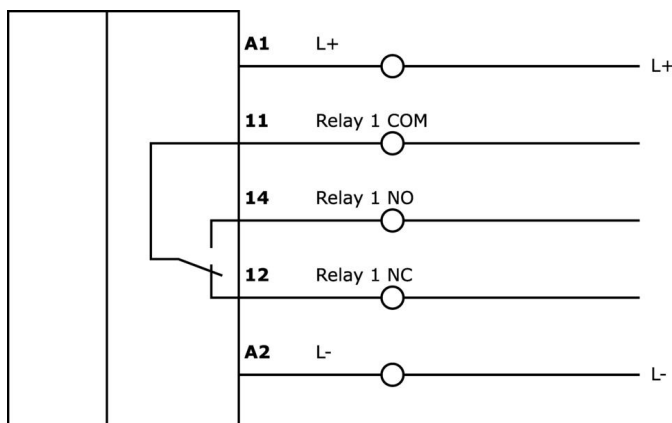 A1 L+
L+
11 Relay 1 COM
14 Relay 1 NO
12 Relay 1 NC
A2 L-
L-